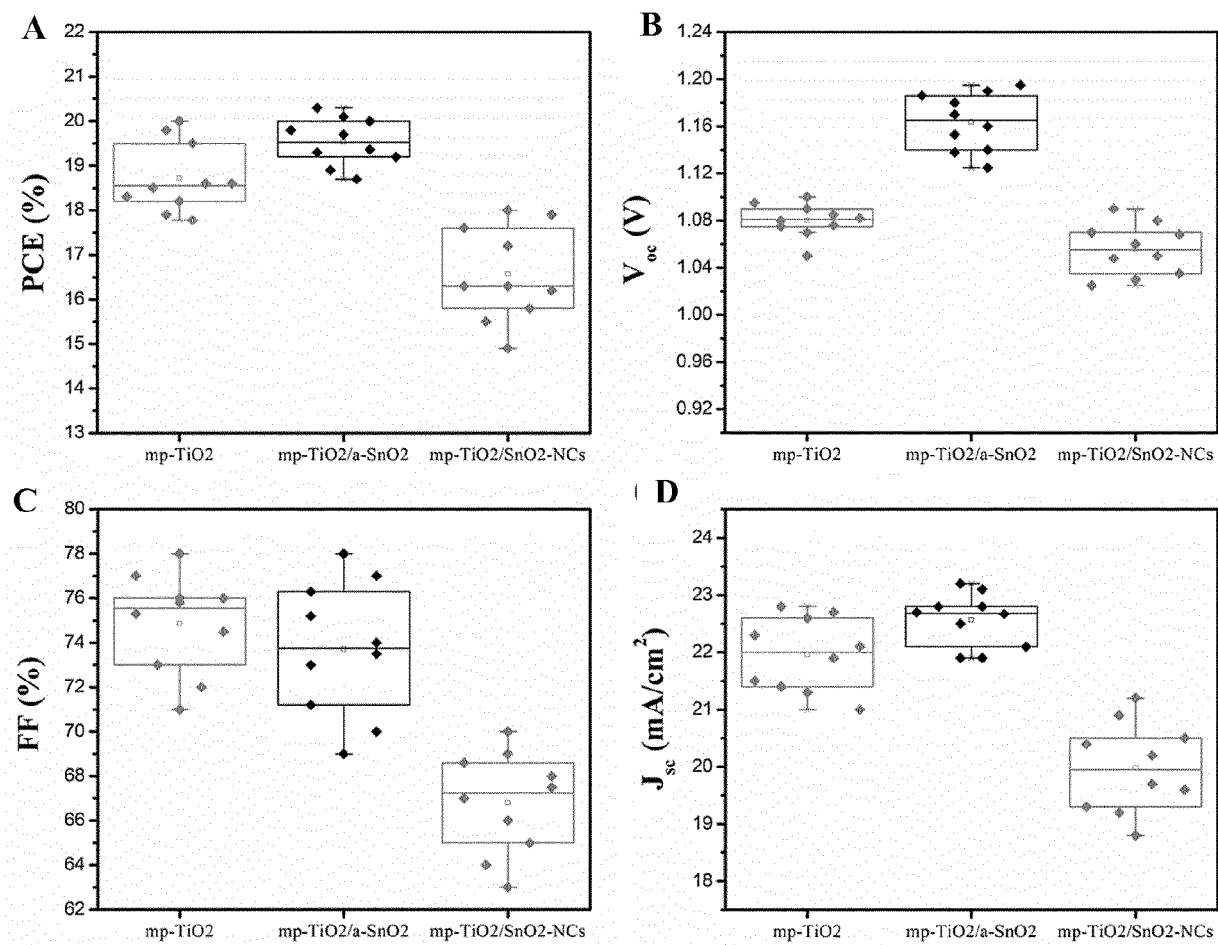 A
22
21
20
19
18
17
16
15
14
13
PCE (%)
mp-TiO2
mp-TiO2/a-SnO2
mp-TiO2/SnO2-NCs
B
1.24
1.20
1.16
1.12
1.08
1.04
1.00
0.96
0.92
Voc (V)
mp-TiO2
mp-TiO2/a-SnO2
mp-TiO2/SnO2-NCs
C
80
78
76
74
72
70
68
66
64
62
FF (%)
mp-TiO2
mp-TiO2/a-SnO2
mp-TiO2/SnO2-NCs
D
24
23
22
21
20
19
18
Jsc (mA/cm²)
mp-TiO2
mp-TiO2/a-SnO2
mp-TiO2/SnO2-NCs